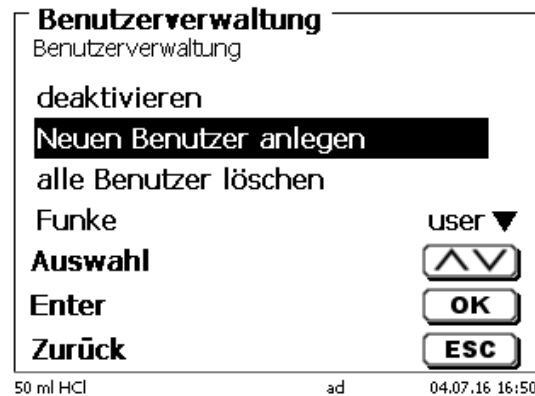 Benutzerverwaltung
Benutzerverwaltung
deaktivieren
Neuen Benutzer anlegen
alle Benutzer löschen
Funke user ▼
Auswahl
Enter OK
Zurück ESC
50 ml HCl ad 04.07.16 16:50